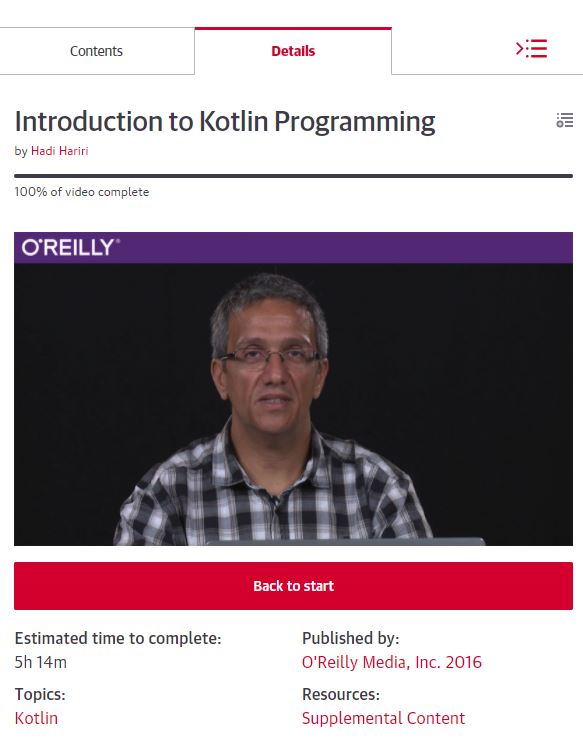 Contents
Details
Introduction to Kotlin Programming
by Hadi Hariri
100% of video complete
O'REILLY®
Back to start
Estimated time to complete:
5h 14m
Published by:
O'Reilly Media, Inc. 2016
Topics:
Kotlin
Resources:
Supplemental Content